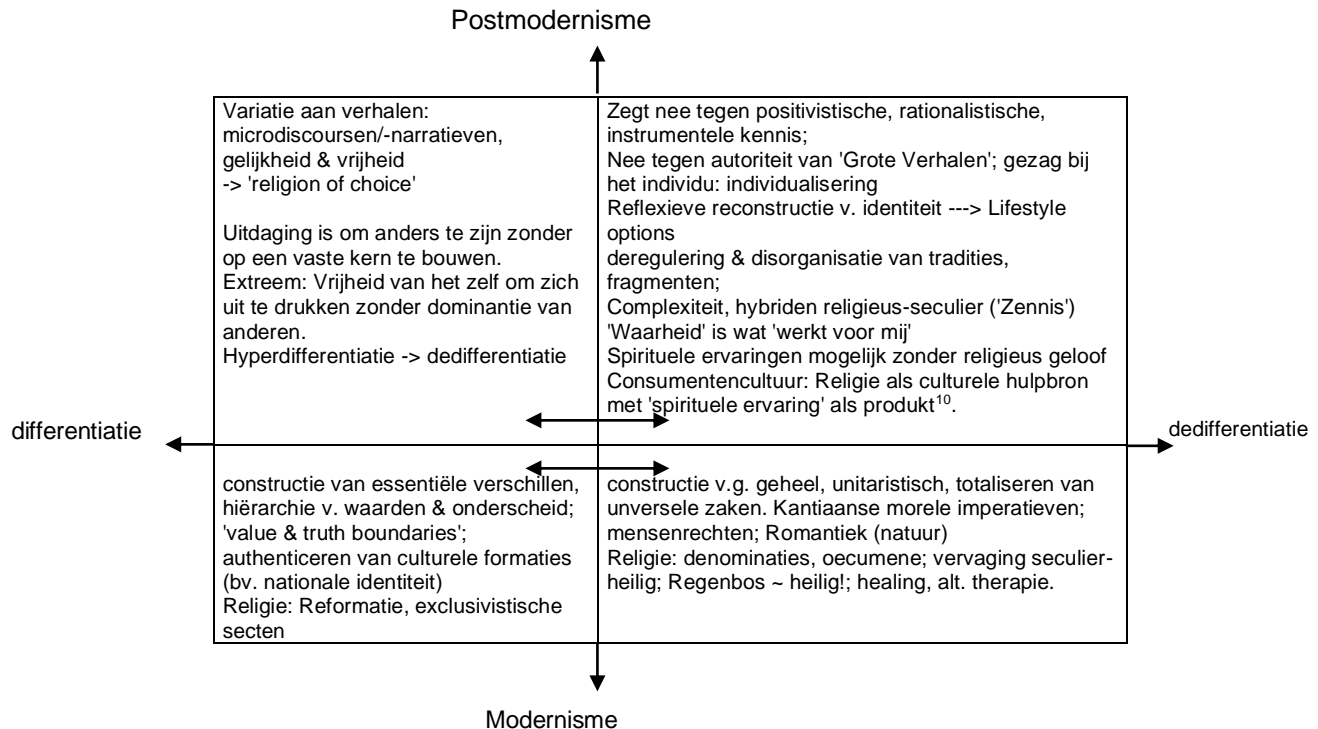 Postmodernisme
Variatie aan verhalen:
microdiscoursen/-narratieven,
gelijkheid & vrijheid
-> 'religion of choice'
Uitdaging is om anders te zijn zonder
op een vaste kern te bouwen.
Extreem: Vrijheid van het zelf om zich
uit te drukken zonder dominantie van
anderen.
Hyperdifferentiatie -> dedifferentiatie
Zegt nee tegen positivistische, rationalistische,
instrumentele kennis;
Nee tegen autoriteit van 'Grote Verhalen'; gezag bij
het individu: individualisering
Reflexieve reconstructie v. identiteit ---> Lifestyle
options
deregulering & disorganisatie van tradities,
fragmenten;
Complexiteit, hybriden religieus-seculier ('Zennis')
'Waarheid' is wat 'werkt voor mij'
Spirituele ervaringen mogelijk zonder religieus geloof
Consumentencultuur: Religie als culturele hulpbron
met 'spirituele ervaring' als produkt10.
differentiatie
dedifferentiatie
constructie van essentiële verschillen,
hiërarchie v. waarden & onderscheid;
'value & truth boundaries';
authenticeren van culturele formaties
(bv. nationale identiteit)
Religie: Reformatie, exclusivistische
secten
constructie v.g. geheel, unitaristisch, totaliseren van
unversele zaken. Kantiaanse morele imperatieven;
mensenrechten; Romantiek (natuur)
Religie: denominaties, oecumene; vervaging seculier-
heilig; Regenbos ~ heilig!; healing, alt. therapie.
Modernisme